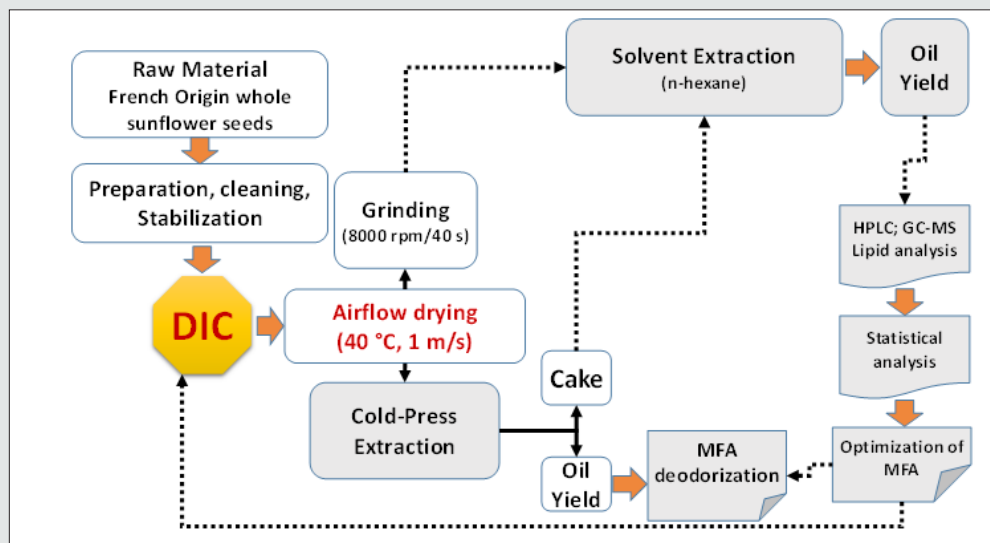 Raw Material
French Origin whole
sunflower seeds
Preparation, cleaning,
Stabilization
DIC
Airflow drying
(40 °C, 1 m/s)
Grinding
(8000 rpm/40 s)
Cold-Press
Extraction
Cake
Oil
Yield
Solvent Extraction
(n-hexane)
Oil
Yield
HPLC; GC-MS
Lipid analysis
Statistical
analysis
Optimization of
MFA
MFA
deodorization